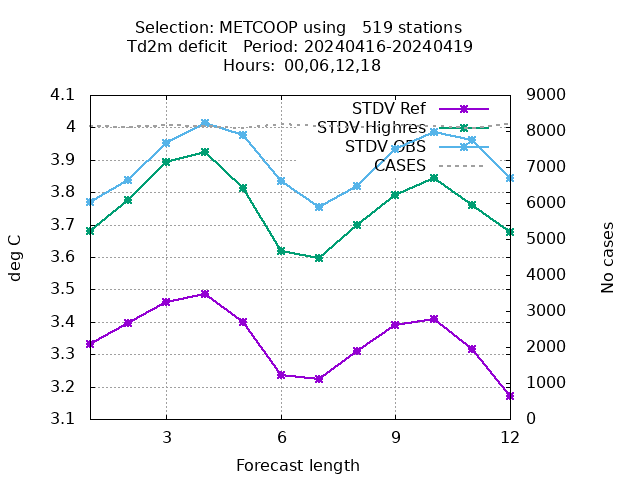 Selection: METCOOP using   519 stations
Td2m deficit   Period: 20240416-20240419
Hours:  00,06,12,18
STDV Ref
STDV Highres
STDV OBS
CASES
4.1
4
3.9
3.8
3.7
3.6
3.5
3.4
3.3
3.2
3.1
9000
8000
7000
6000
5000
4000
3000
2000
1000
0
3 6 9 12
deg C
No cases
Forecast length